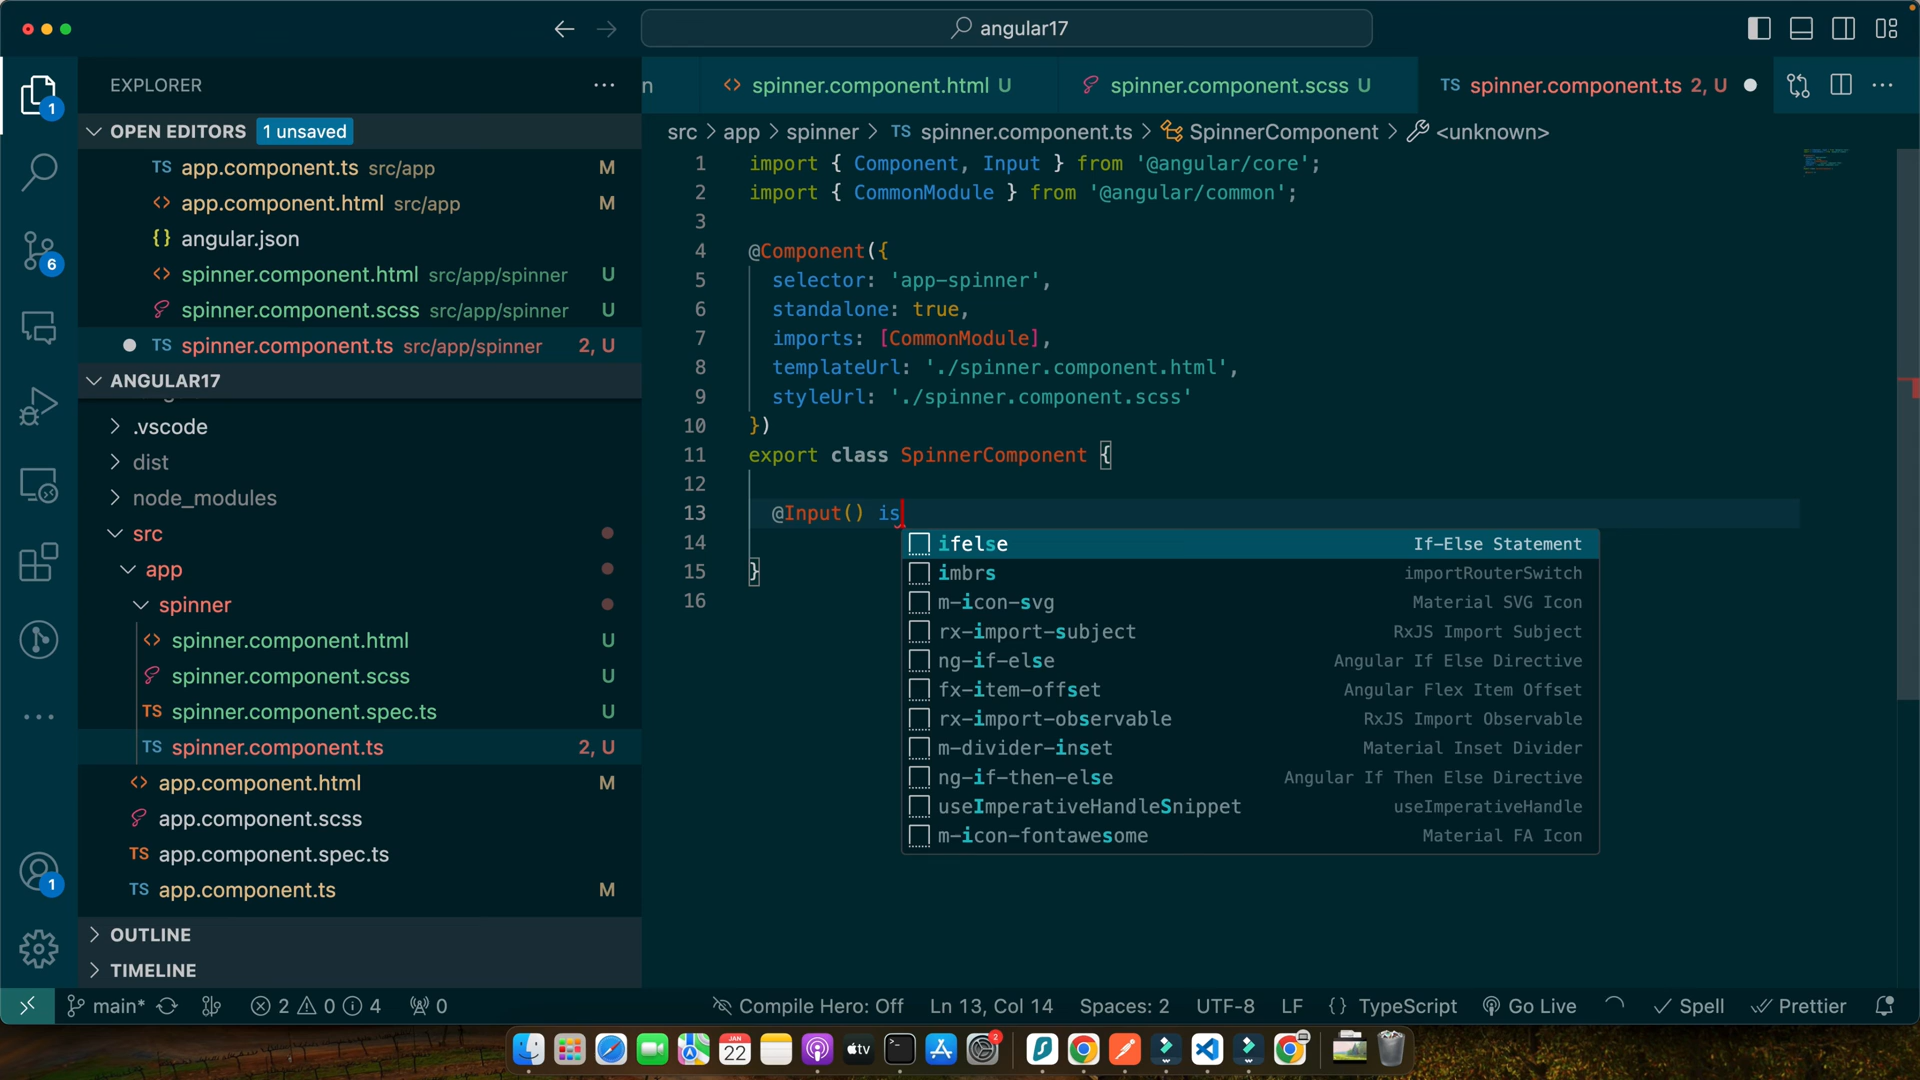 angular17
EXPLORER
n
spinner.component.html U
spinner.component.scss U
TS spinner.component.ts 2, U
OPEN EDITORS 1 unsaved
TS app.component.ts src/app M
app.component.html src/app M
{} angular.json
spinner.component.html src/app/spinner U
spinner.component.scss src/app/spinner U
TS spinner.component.ts src/app/spinner 2, U
ANGULAR17
.vscode
dist
node_modules
src
app
spinner
spinner.component.html U
spinner.component.scss U
TS spinner.component.spec.ts U
TS spinner.component.ts 2, U
app.component.html M
app.component.scss
TS app.component.spec.ts
TS app.component.ts M
OUTLINE
TIMELINE
1
6
1
src > app > spinner > TS spinner.component.ts > SpinnerComponent > <unknown>
1 import { Component, Input } from '@angular/core';
2 import { CommonModule } from '@angular/common';
3
4 @Component({
5 selector: 'app-spinner',
6 standalone: true,
7 imports: [CommonModule],
8 templateUrl: './spinner.component.html',
9 styleUrl: './spinner.component.scss'
10 })
11 export class SpinnerComponent {
12
13 @Input() is
14
15 }
16
ifelse If-Else Statement
imbrs importRouterSwitch
m-icon-svg Material SVG Icon
rx-import-subject RxJS Import Subject
ng-if-else Angular If Else Directive
fx-item-offset Angular Flex Item Offset
rx-import-observable RxJS Import Observable
m-divider-inset Material Inset Divider
ng-if-then-else Angular If Then Else Directive
useImperativeHandleSnippet useImperativeHandle
m-icon-fontawesome Material FA Icon
main* 2 0 4 0 Compile Hero: Off Ln 13, Col 14 Spaces: 2 UTF-8 LF {} TypeScript Go Live Spell Prettier
JAN
22
tv
2